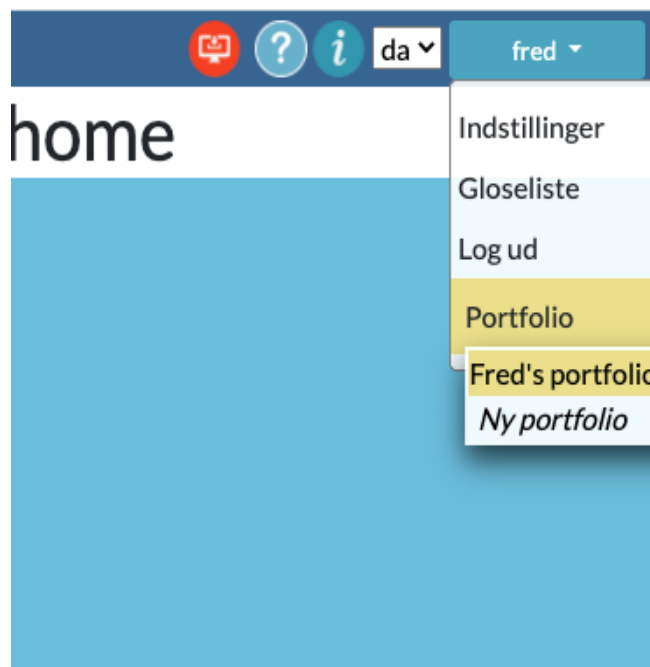 ? i da fred
home
Indstillinger
Gloseliste
Log ud
Portfolio
Fred's portfolio
Ny portfolio